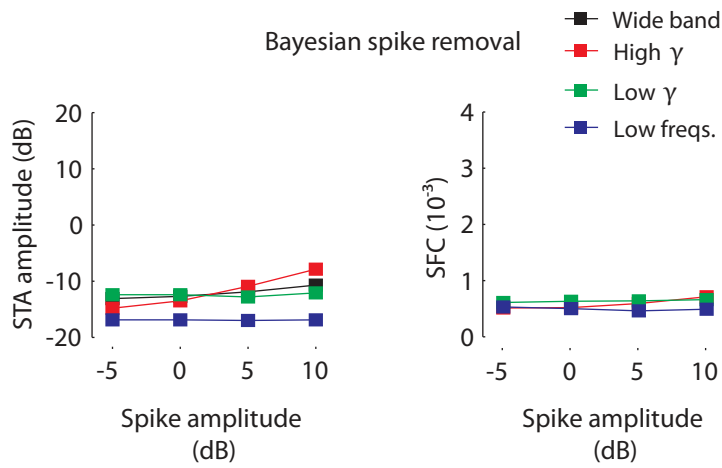 Bayesian spike removal
Wide band
High γ
Low γ
Low freqs.
STA amplitude (dB)
20
20
0
-10
-20
-5
0
5
10
Spike amplitude
(dB)
SFC (10⁻³)
4
3
2
1
0
-5
0
5
10
Spike amplitude
(dB)